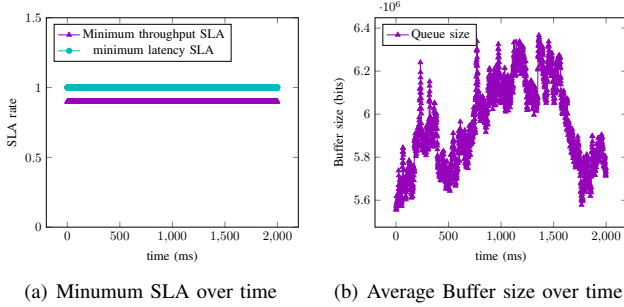 Minimum throughput SLA
minimum latency SLA
1.5
1
0.5
0
SLA rate
0
500
1,000
1,500
2,000
time (ms)
(a) Minumum SLA over time
·10⁶
Queue size
6.4
6.2
6
5.8
5.6
Buffer size (bits)
0
500
1,000
1,500
2,000
time (ms)
(b) Average Buffer size over time